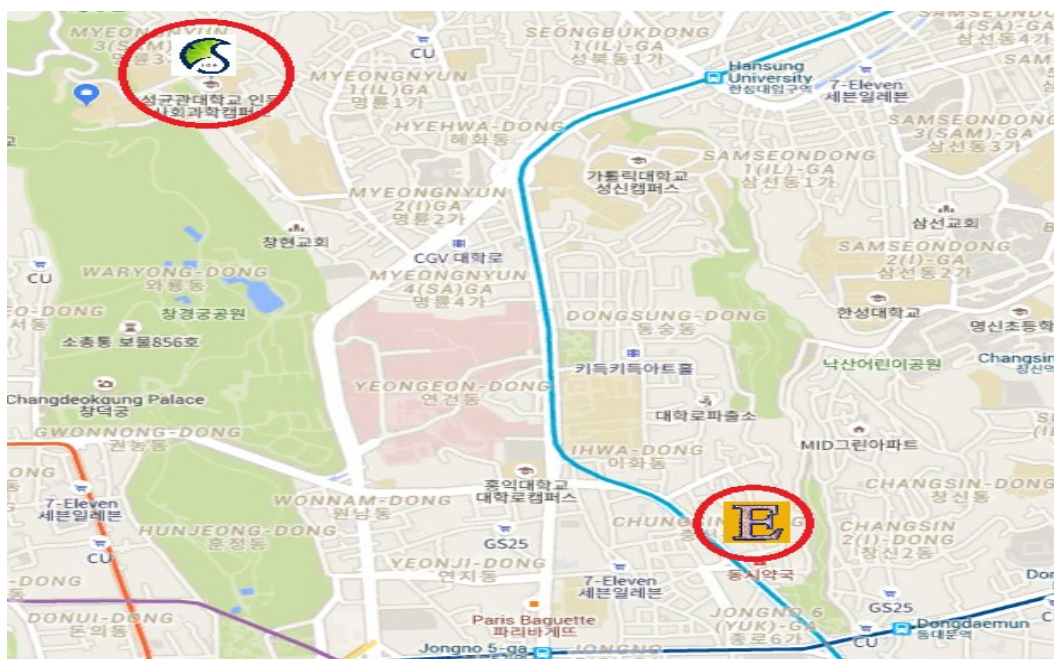 MYEONGNYUN
3(SAM)
명륜3
성균관대학교 인문
사회과학캠퍼스
CU
MYEONGNYUN
1(IL)GA
명륜1가
SEONGBUKDONG
1(IL)-GA
성북동1가
SAMSEONDONG
4(SA)-GA
삼선동4가
Hansung
University
한성대입구역
7-Eleven
세븐일레븐
HYEHWA-DONG
혜화동
가톨릭대학교
성신캠퍼스
SAMSEONDONG
1(IL)-GA
삼선동1가
SAMSEONDONG
3(SAM)-GA
삼선동3가
MYEONGNYUN
2(I)GA
명륜2가
창현교회
CGV 대학로
삼선교회
SAMSEONDONG
2(I)-GA
삼선동2가
WARYONG-DONG
와룡동
CU
창경궁공원
MYEONGNYUN
4(SA)GA
명륜4가
EO-DONG
서동
소총통 보물856호
DONGSUNG-DONG
동숭동
한성대학교
명신초등학
키득키득아트홀
낙산어린이공원
Changsin
창신역
YEONGEON-DONG
연건동
Changdeokgung Palace
창덕궁
대학로파출소
MID그린아파트
GWONNONG-DONG
권농동
IHWA-DONG
이화동
홍익대학교
대학로캠퍼스
CHANGSIN-DONG
창신동
ONG
7-Eleven
세븐일레븐
WONNAM-DONG
원남동
CHUNGSIN
E
CHANGSIN
2(I)-DONG
창신2동
HUNJEONG-DONG
훈정동
CU
GS25
YEONJI-DONG
연지동
7-Eleven
세븐일레븐
동시약국
DONUI-DONG
돈의동
Paris Baguette
파리바게뜨
JONGNO 6
(YUK)-GA
종로6가
GS25
Dongdaemun
동대문역
CU
Jongno 5-ga
JONGNO